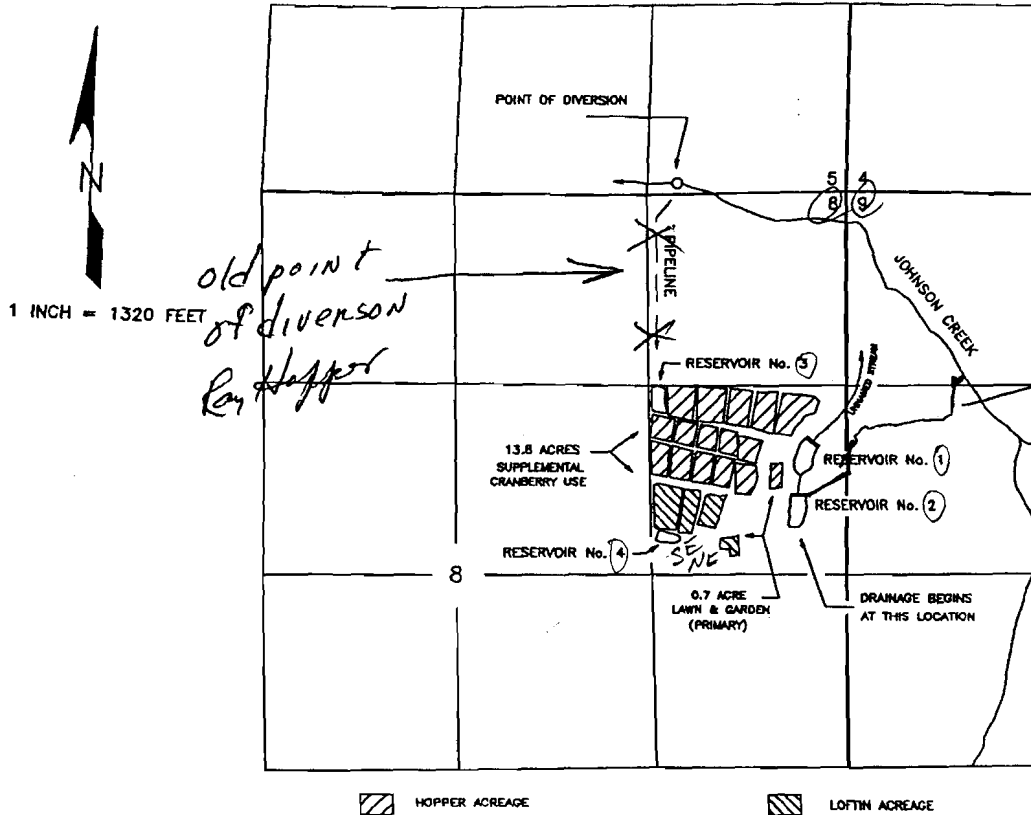 POINT OF DIVERSION
N
5 4
8 9
PIPELINE
old point
of diverson
Ray Hopper
1 INCH = 1320 FEET
JOHNSON CREEK
UNNAMED STREAM
RESERVOIR No. 3
13.8 ACRES
SUPPLEMENTAL
CRANBERRY USE
RESERVOIR No. 1
RESERVOIR No. 2
RESERVOIR No. 4
SE
NE
8
0.7 ACRE
LAWN & GARDEN
(PRIMARY)
DRAINAGE BEGINS
AT THIS LOCATION
HOPPER ACREAGE
LOFTIN ACREAGE